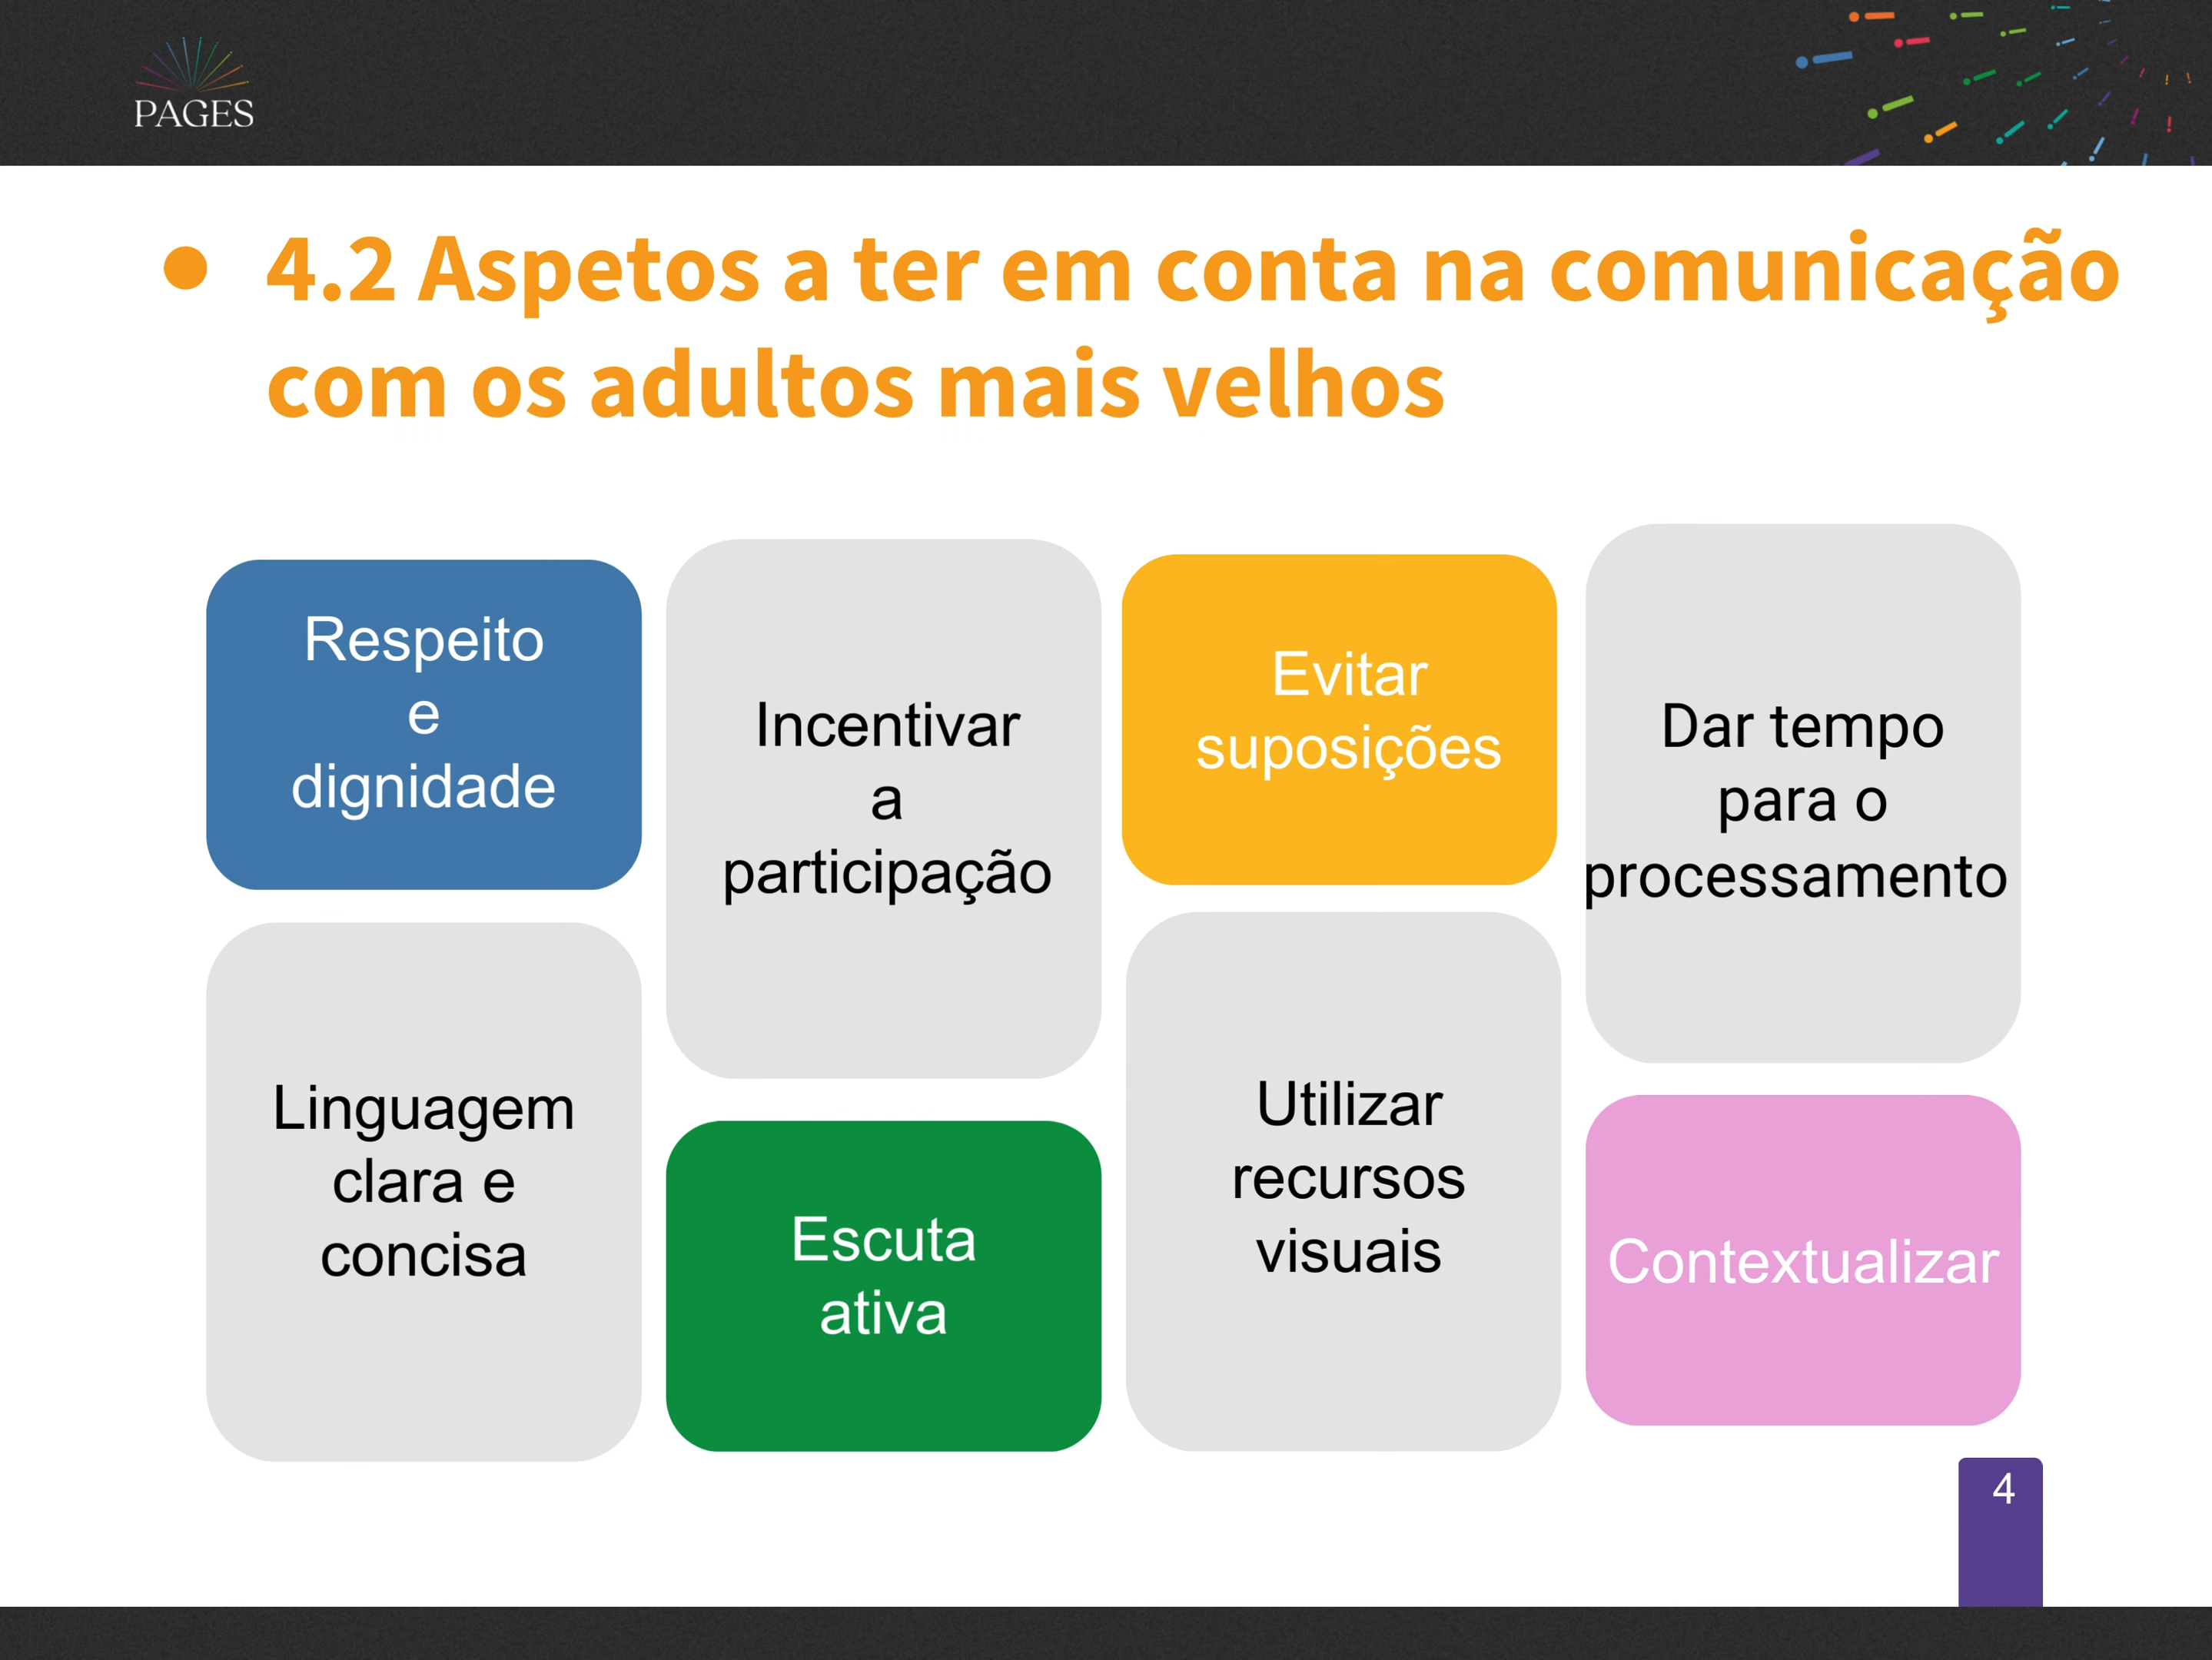 PAGES
● 4.2 Aspetos a ter em conta na comunicação
com os adultos mais velhos
Respeito
e
dignidade
Linguagem
clara e
concisa
Incentivar
a
participação
Escuta
ativa
Evitar
suposições
Utilizar
recursos
visuais
Dar tempo
para o
processamento
Contextualizar
4